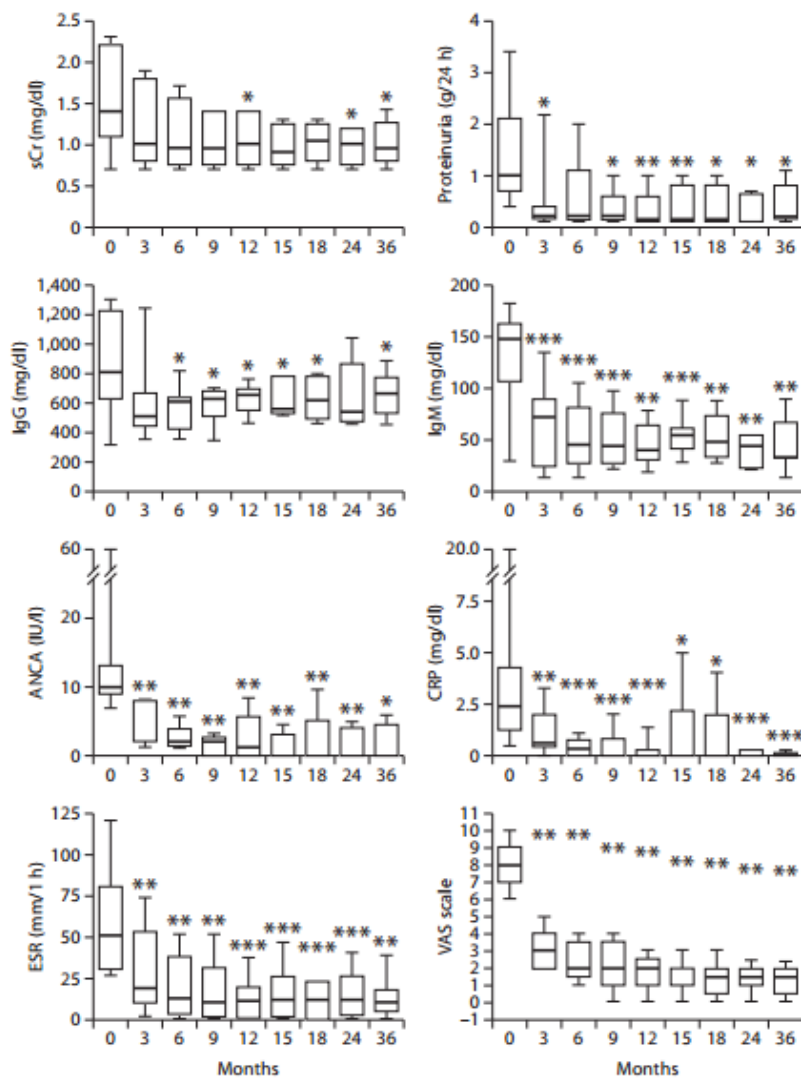 sCr (mg/dl)
2.5
2.0
1.5
1.0
0.5
0
* * *
0 3 6 9 12 15 18 24 36
Proteinuria (g/24 h)
4
3
2
1
0
* * ** ** * * *
0 3 6 9 12 15 18 24 36
IgG (mg/dl)
1,400
1,200
1,000
800
600
400
200
0
* * * * * *
0 3 6 9 12 15 18 24 36
IgM (mg/dl)
200
150
100
50
0
*** *** *** ** *** ** ** **
0 3 6 9 12 15 18 24 36
ANCA (IU/l)
60
20
10
0
** ** ** ** ** ** ** *
0 3 6 9 12 15 18 24 36
CRP (mg/dl)
20.0
7.5
5.0
2.5
0
** *** *** *** * * *** ***
0 3 6 9 12 15 18 24 36
ESR (mm/1 h)
125
100
75
50
25
0
** ** ** *** *** *** *** **
0 3 6 9 12 15 18 24 36
Months
VAS scale
11
10
9
8
7
6
5
4
3
2
1
0
−1
** ** ** ** ** ** ** **
0 3 6 9 12 15 18 24 36
Months